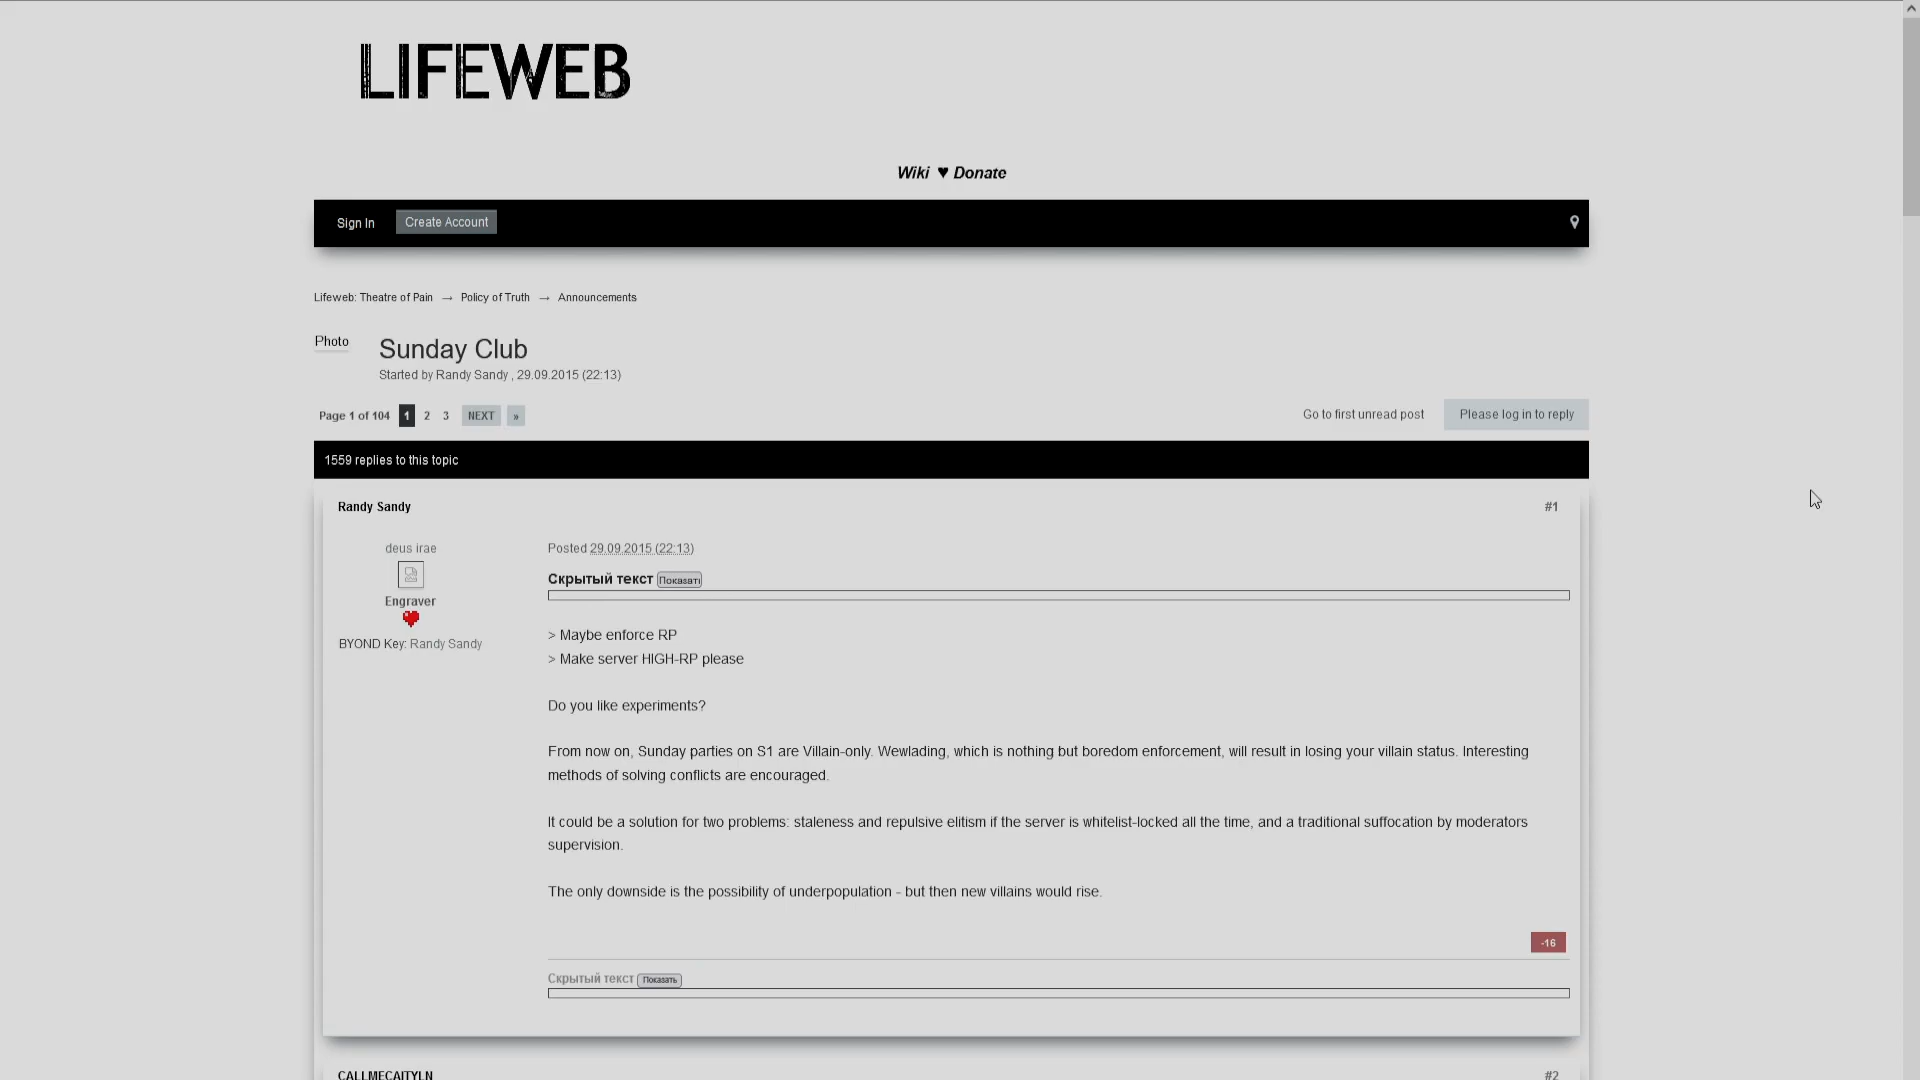 LIFEWEB
Wiki ♥ Donate
Sign In Create Account
Lifeweb: Theatre of Pain → Policy of Truth → Announcements
Photo
Sunday Club
Started by Randy Sandy , 29.09.2015 (22:13)
Page 1 of 104 1 2 3 NEXT » Go to first unread post Please log in to reply
1559 replies to this topic
Randy Sandy #1
deus irae
Engraver
BYOND Key: Randy Sandy
Posted 29.09.2015 (22:13)
Скрытый текст Показать
> Maybe enforce RP
> Make server HIGH-RP please
Do you like experiments?
From now on, Sunday parties on S1 are Villain-only. Wewlading, which is nothing but boredom enforcement, will result in losing your villain status. Interesting
methods of solving conflicts are encouraged.
It could be a solution for two problems: staleness and repulsive elitism if the server is whitelist-locked all the time, and a traditional suffocation by moderators
supervision.
The only downside is the possibility of underpopulation - but then new villains would rise.
-16
Скрытый текст Показать
CALLMECAITYLN #2